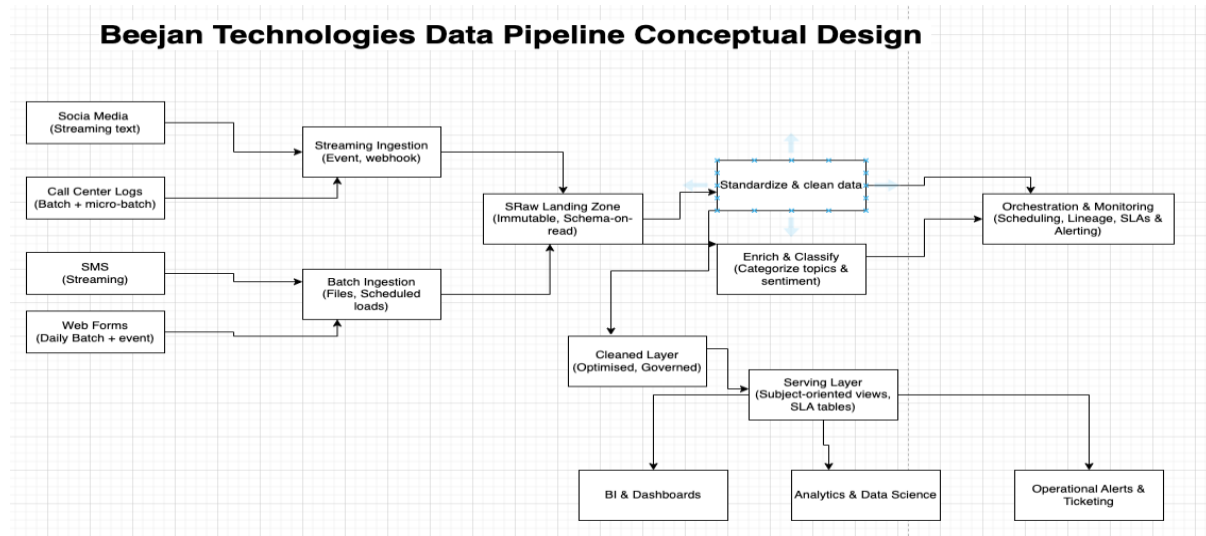 Beejan Technologies Data Pipeline Conceptual Design
Socia Media
(Streaming text)
Call Center Logs
(Batch + micro-batch)
SMS
(Streaming)
Web Forms
(Daily Batch + event)
Streaming Ingestion
(Event, webhook)
Batch Ingestion
(Files, Scheduled
loads)
SRaw Landing Zone
(Immutable, Schema-on-
read)
Standardize & clean data
Enrich & Classify
(Categorize topics &
sentiment)
Orchestration & Monitoring
(Scheduling, Lineage, SLAs &
Alerting)
Cleaned Layer
(Optimised, Governed)
Serving Layer
(Subject-oriented views,
SLA tables)
BI & Dashboards
Analytics & Data Science
Operational Alerts &
Ticketing